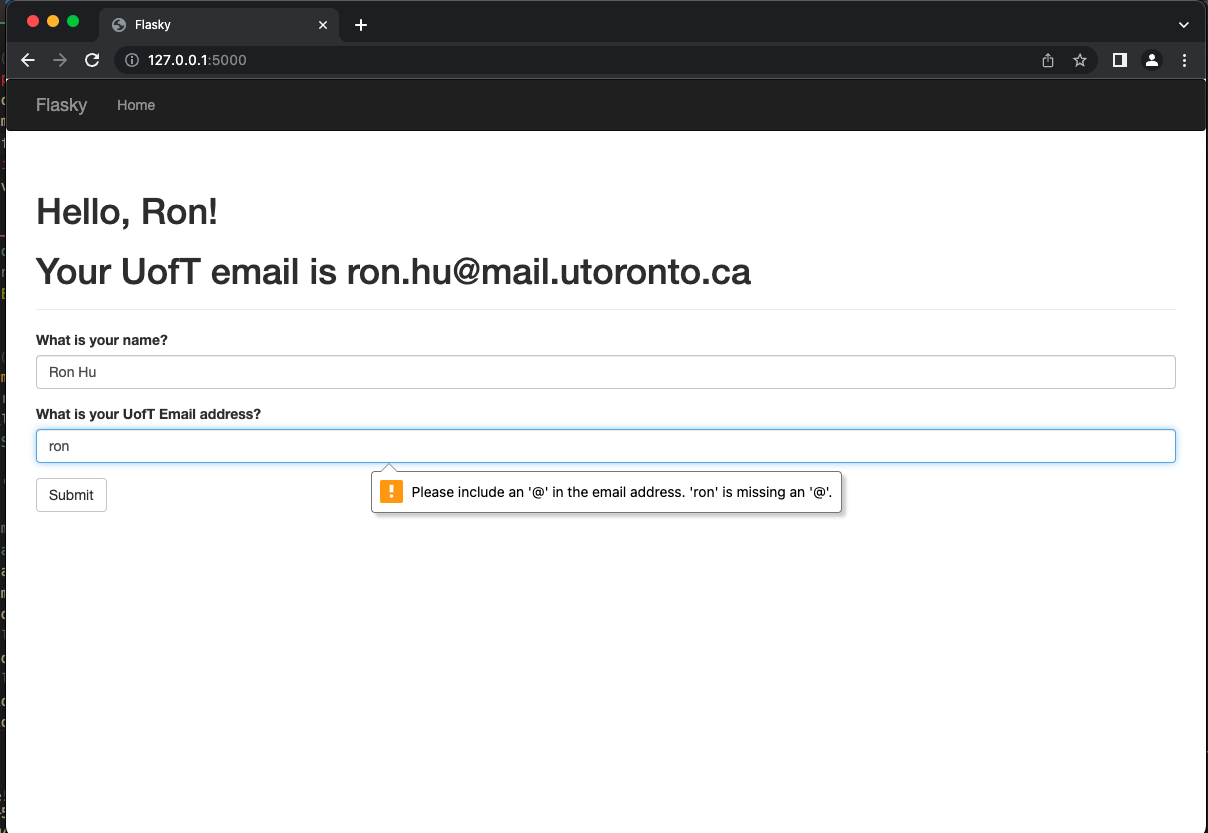 Flasky
127.0.0.1:5000
Flasky Home
Hello, Ron!
Your UofT email is ron.hu@mail.utoronto.ca
What is your name?
Ron Hu
What is your UofT Email address?
ron
Submit
Please include an '@' in the email address. 'ron' is missing an '@'.